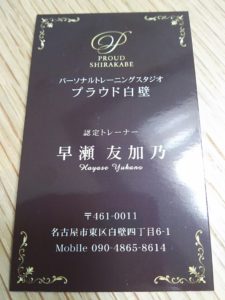 P
PROUD
SHIRAKABE
パーソナルトレーニングスタジオ
プラウド白壁
認定トレーナー
早瀬 友加乃
Hayase Yukano
〒461-0011
名古屋市東区白壁四丁目6-1
Mobile 090-4865-8614